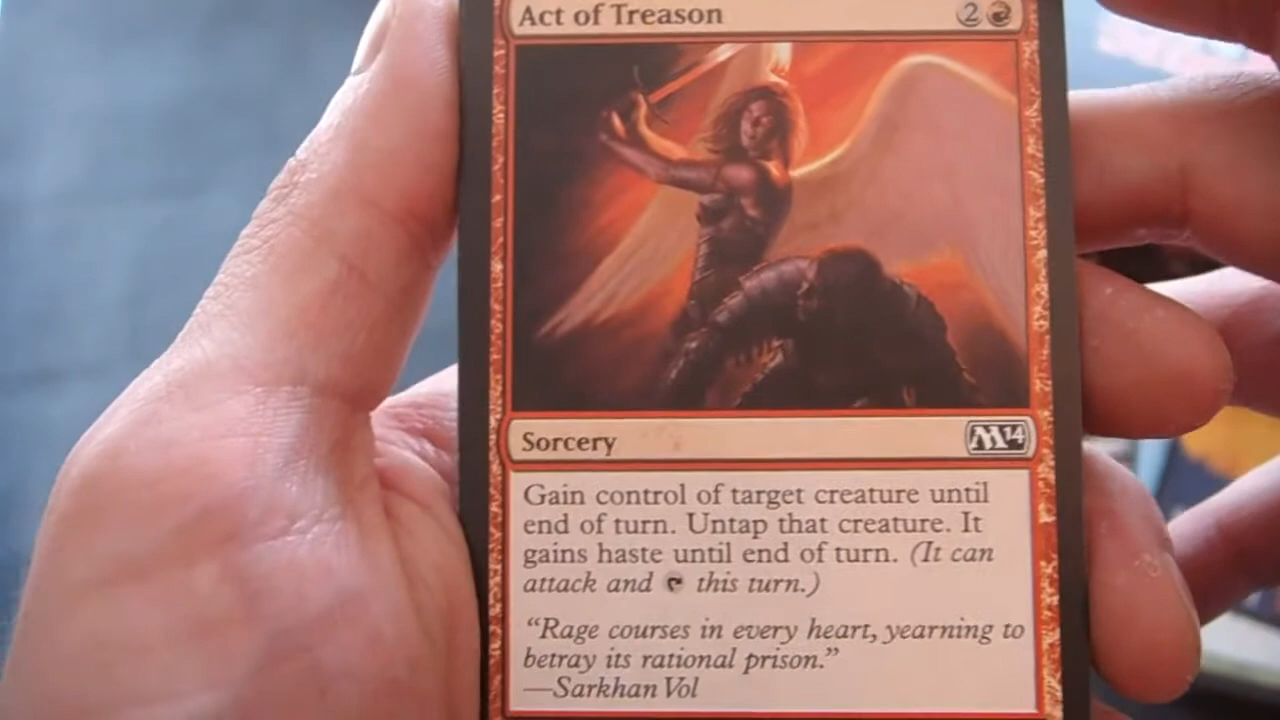 Act of Treason 2
Sorcery M14
Gain control of target creature until
end of turn. Untap that creature. It
gains haste until end of turn. (It can
attack and this turn.)
“Rage courses in every heart, yearning to
betray its rational prison.”
—Sarkhan Vol